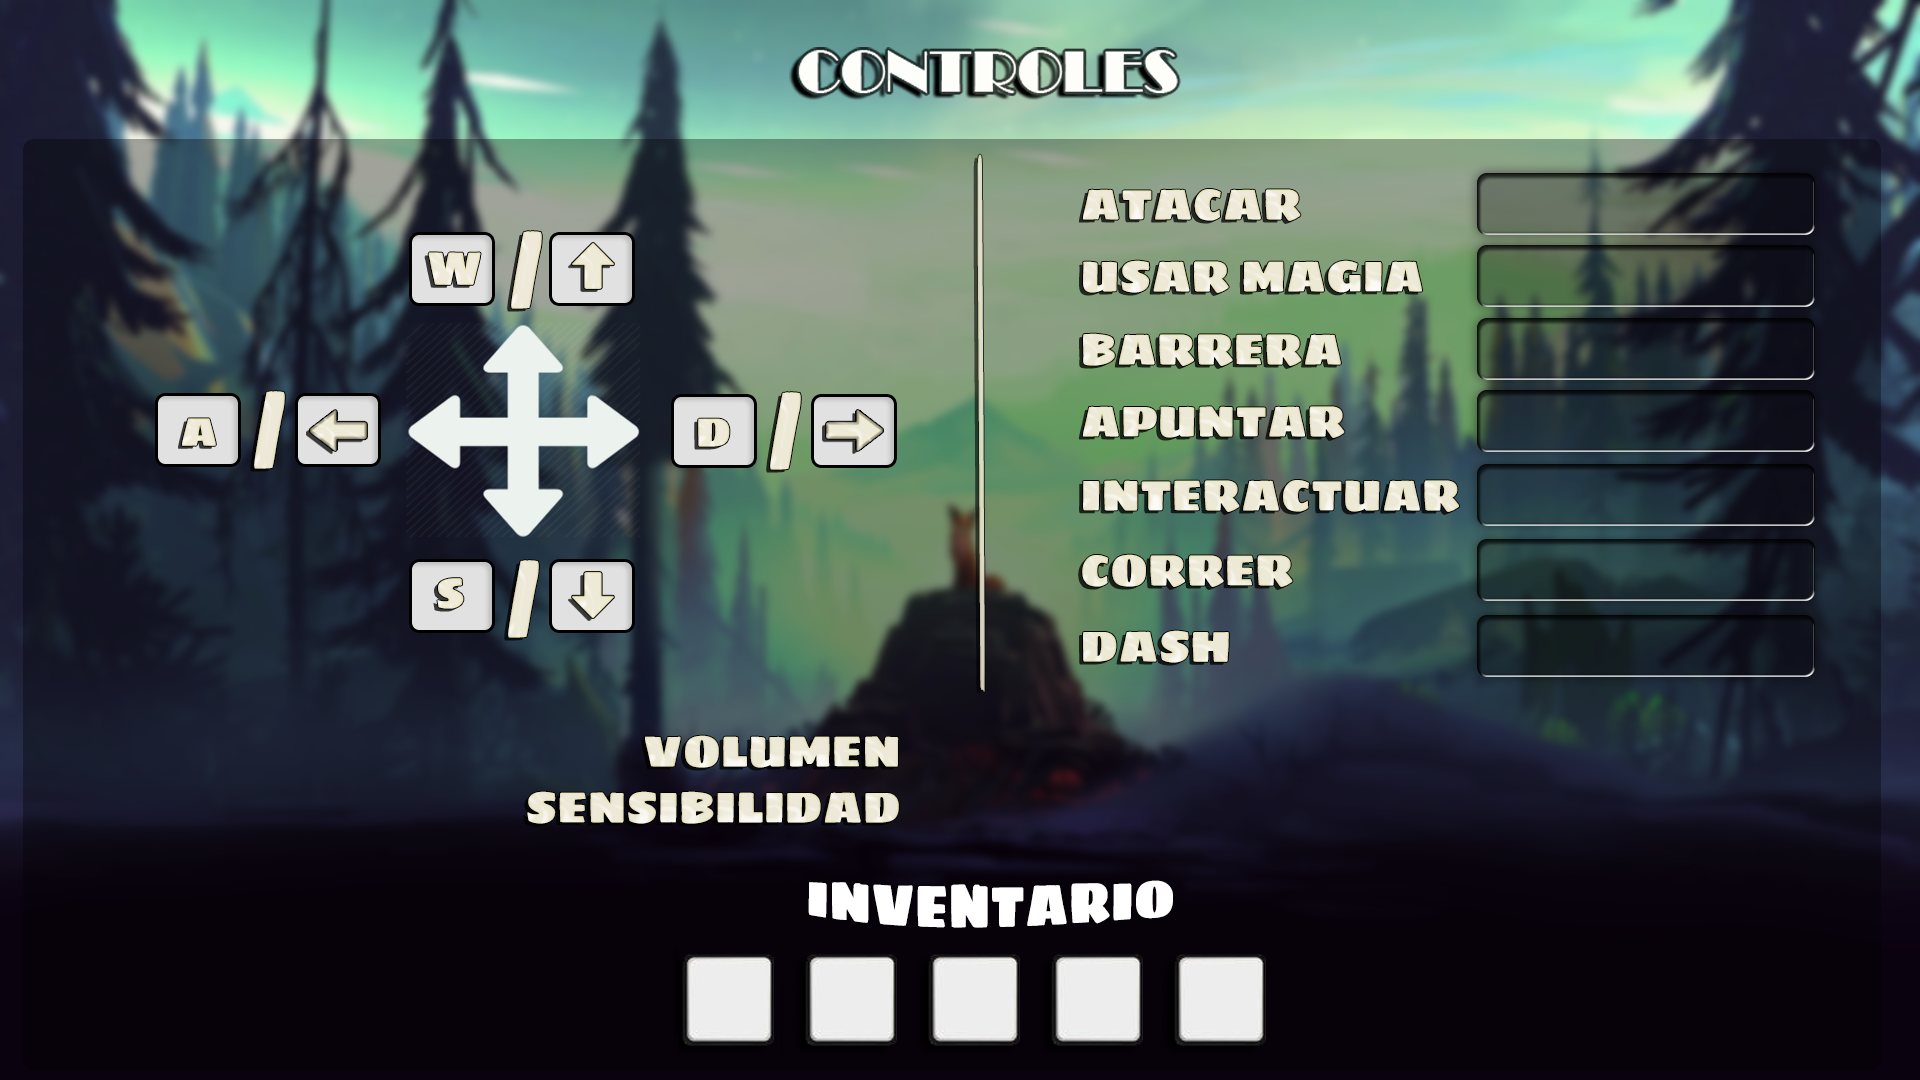 CONTROLES
W /
A /
D /
S /
ATACAR
USAR MAGIA
BARRERA
APUNTAR
INTERACTUAR
CORRER
DASH
VOLUMEN
SENSIBILIDAD
INVENTARIO